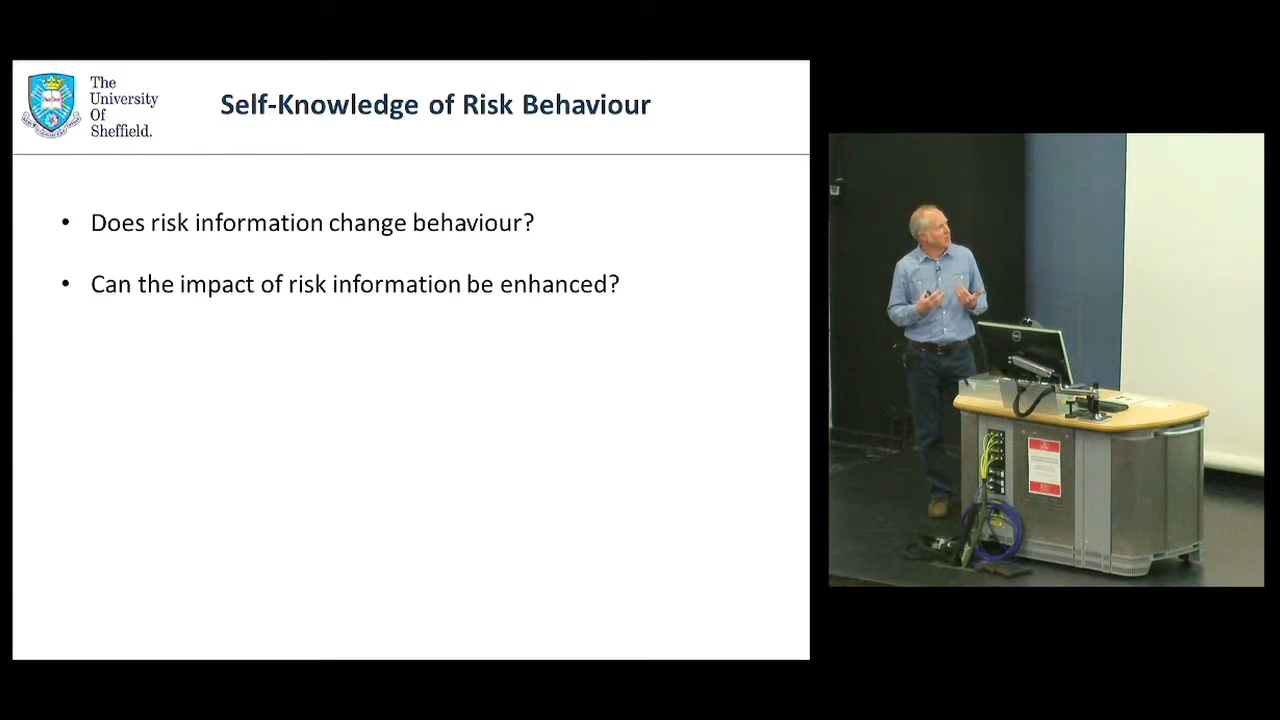 The
University
Of
Sheffield.
Self-Knowledge of Risk Behaviour
• Does risk information change behaviour?
• Can the impact of risk information be enhanced?